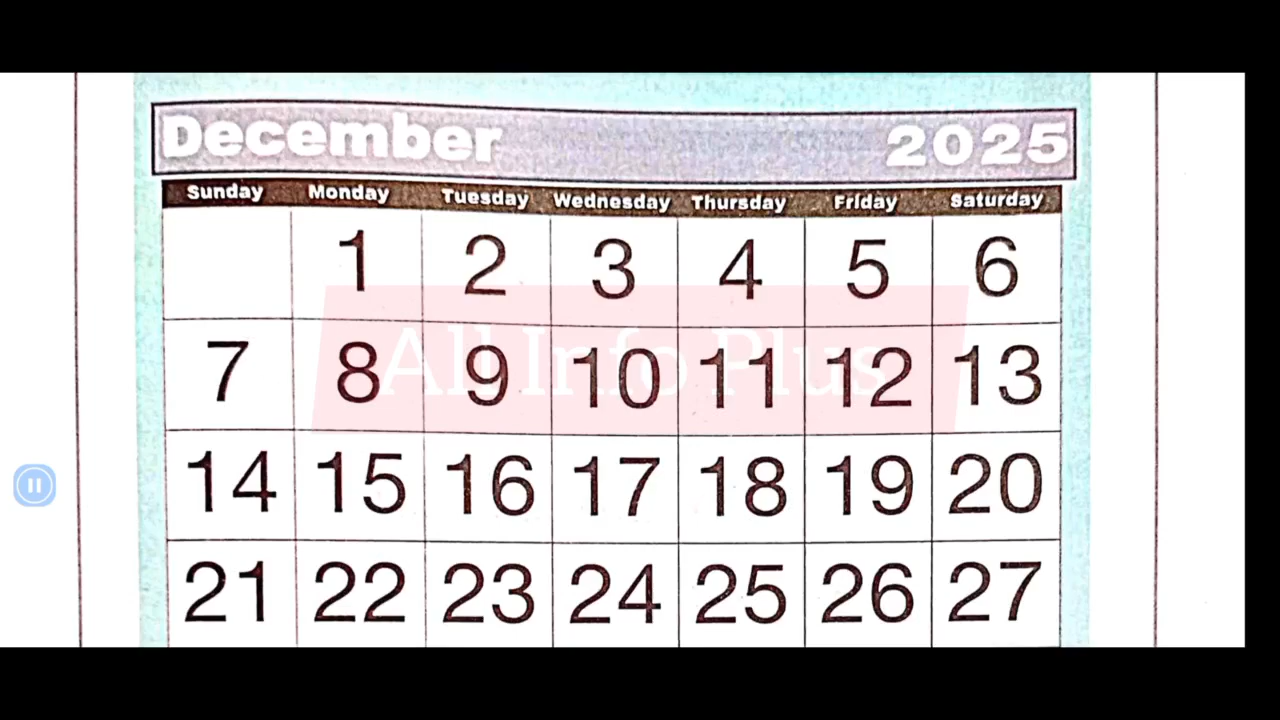 December 2025
Sunday Monday Tuesday Wednesday Thursday Friday Saturday
1 2 3 4 5 6
7 8 9 10 11 12 13
All Info Plus
14 15 16 17 18 19 20
21 22 23 24 25 26 27